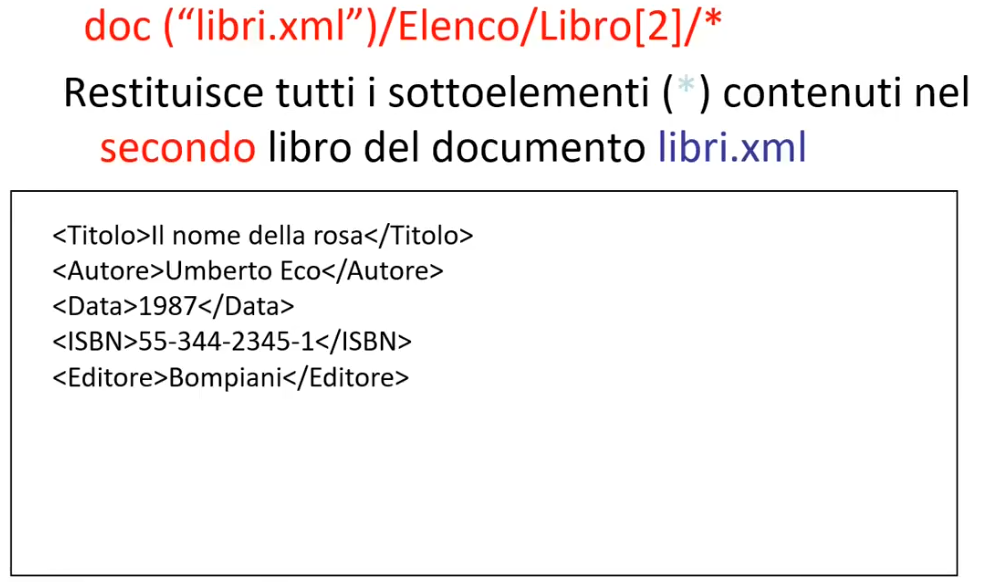 doc (“libri.xml”)/Elenco/Libro[2]/*
Restituisce tutti i sottoelementi (*) contenuti nel
secondo libro del documento libri.xml
<Titolo>Il nome della rosa</Titolo>
<Autore>Umberto Eco</Autore>
<Data>1987</Data>
<ISBN>55-344-2345-1</ISBN>
<Editore>Bompiani</Editore>